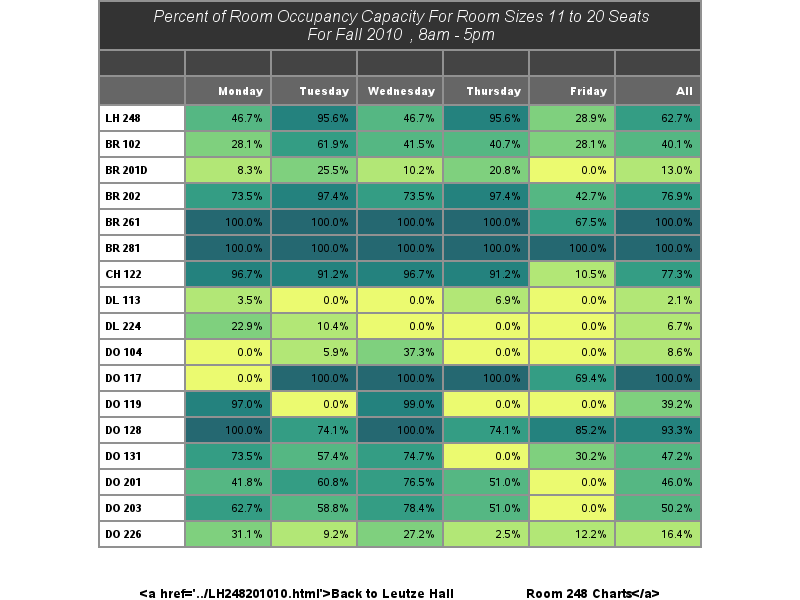 Percent of Room Occupancy Capacity For Room Sizes 11 to 20 Seats
For Fall 2010 , 8am - 5pm
Monday Tuesday Wednesday Thursday Friday All
LH 248 46.7% 95.6% 46.7% 95.6% 28.9% 62.7%
BR 102 28.1% 61.9% 41.5% 40.7% 28.1% 40.1%
BR 201D 8.3% 25.5% 10.2% 20.8% 0.0% 13.0%
BR 202 73.5% 97.4% 73.5% 97.4% 42.7% 76.9%
BR 261 100.0% 100.0% 100.0% 100.0% 67.5% 100.0%
BR 281 100.0% 100.0% 100.0% 100.0% 100.0% 100.0%
CH 122 96.7% 91.2% 96.7% 91.2% 10.5% 77.3%
DL 113 3.5% 0.0% 0.0% 6.9% 0.0% 2.1%
DL 224 22.9% 10.4% 0.0% 0.0% 0.0% 6.7%
DO 104 0.0% 5.9% 37.3% 0.0% 0.0% 8.6%
DO 117 0.0% 100.0% 100.0% 100.0% 69.4% 100.0%
DO 119 97.0% 0.0% 99.0% 0.0% 0.0% 39.2%
DO 128 100.0% 74.1% 100.0% 74.1% 85.2% 93.3%
DO 131 73.5% 57.4% 74.7% 0.0% 30.2% 47.2%
DO 201 41.8% 60.8% 76.5% 51.0% 0.0% 46.0%
DO 203 62.7% 58.8% 78.4% 51.0% 0.0% 50.2%
DO 226 31.1% 9.2% 27.2% 2.5% 12.2% 16.4%
<a href='../LH248201010.html'>Back to Leutze Hall Room 248 Charts</a>